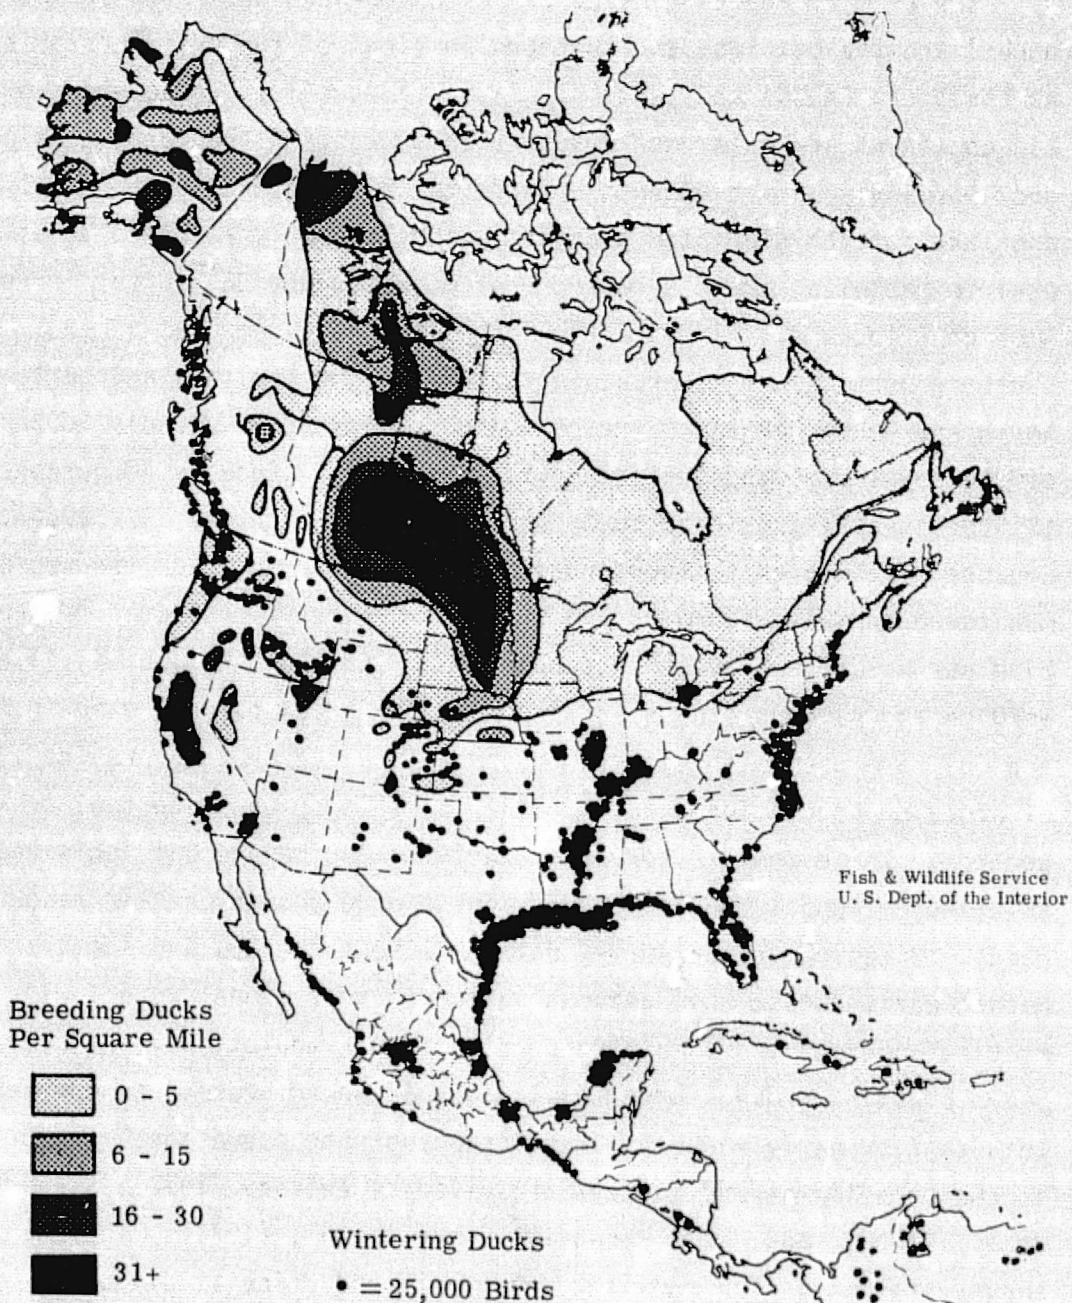 Fish & Wildlife Service
U. S. Dept. of the Interior
Breeding Ducks
Per Square Mile
0 - 5
6 - 15
16 - 30
31+
Wintering Ducks
• = 25,000 Birds